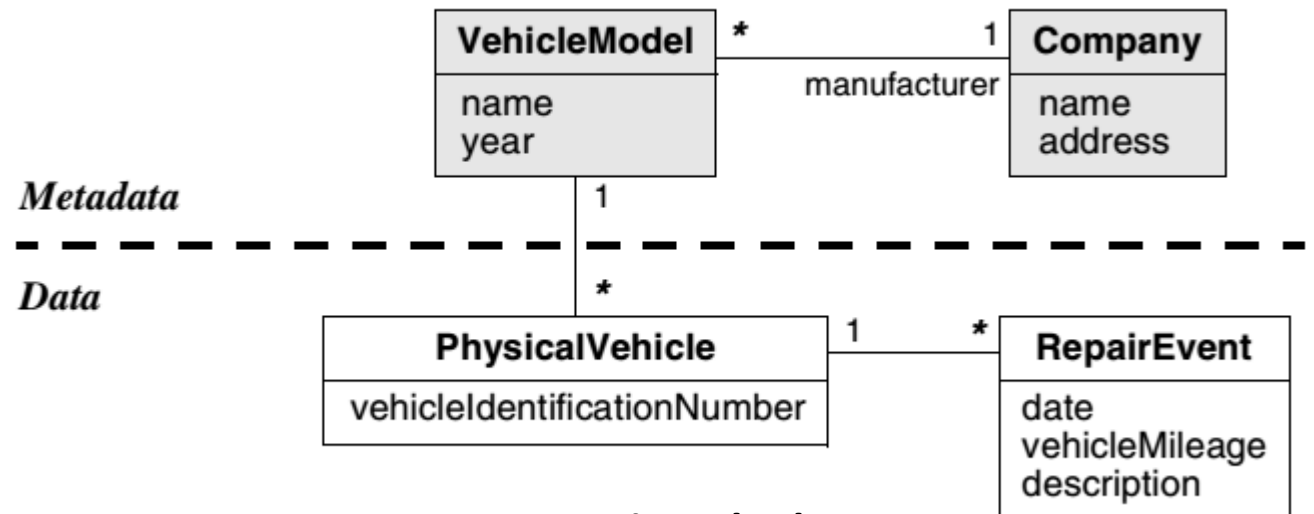 VehicleModel * 1 Company
manufacturer
name name
year address
Metadata 1
Data *
PhysicalVehicle 1 * RepairEvent
vehicleIdentificationNumber date
vehicleMileage
description